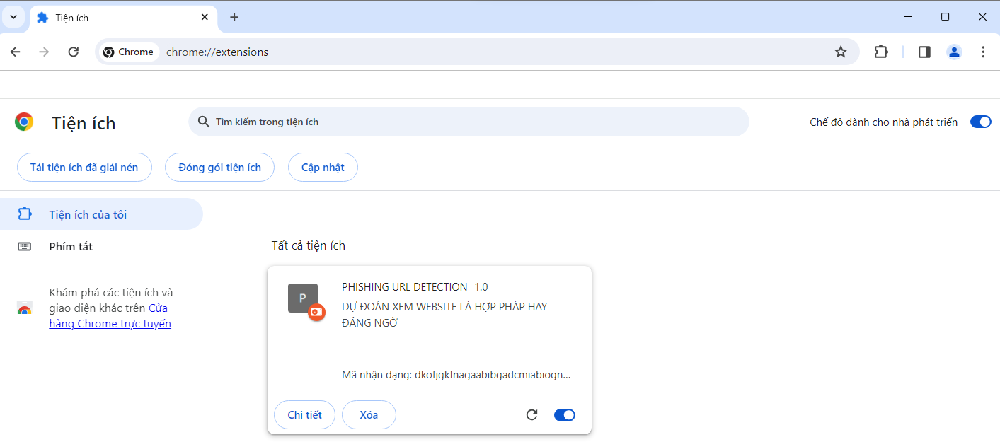 Tiện ích
Chrome
chrome://extensions
Tiện ích
Tìm kiếm trong tiện ích
Chế độ dành cho nhà phát triển
Tải tiện ích đã giải nén
Đóng gói tiện ích
Cập nhật
Tiện ích của tôi
Phím tắt
Khám phá các tiện ích và
giao diện khác trên Cửa
hàng Chrome trực tuyến
Tất cả tiện ích
P
PHISHING URL DETECTION 1.0
DỰ ĐOÁN XEM WEBSITE LÀ HỢP PHÁP HAY
ĐÁNG NGỜ
Mã nhận dạng: dkofjgkfnagaabibgadcmiabiogn...
Chi tiết
Xóa